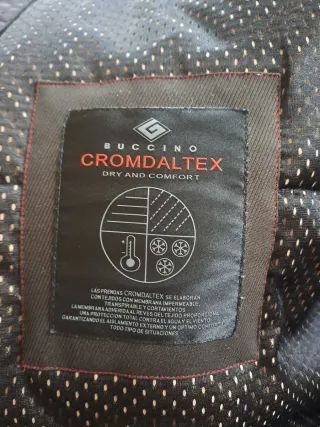 BUCCINO
CROMDALTEX
DRY AND COMFORT
LAS PRENDAS CROMDALTEX SE ELABORAN
CON TEJIDOS CON MEMBRANA IMPERMEABLE,
TRANSPIRABLE Y CORTAVIENTOS
LA MEMBRANA ADHERIDA AL REVES DEL TEJIDO PROPORCIONA
UNA PROTECCION TOTAL CONTRA EL AGUA Y EL VIENTO,
GARANTIZANDO EL AISLAMIENTO EXTERNO Y UN OPTIMO CONFORT EN
TODO TIPO DE SITUACIONES